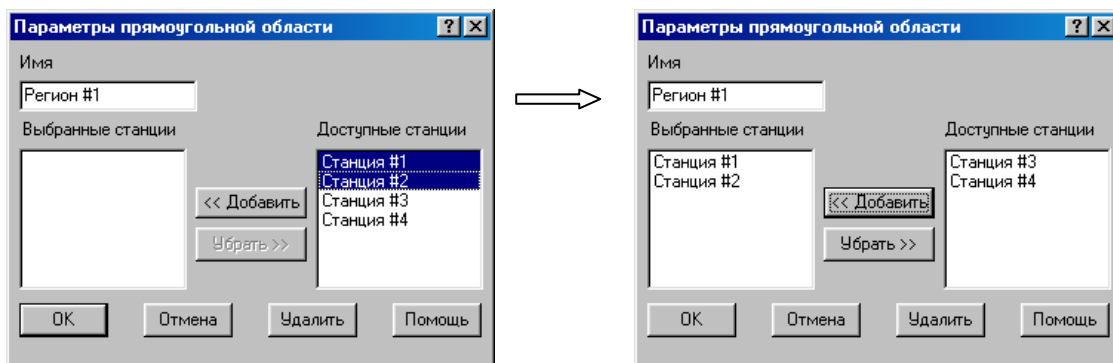 Параметры прямоугольной области
Имя
Регион #1
Выбранные станции
Доступные станции
Станция #1
Станция #2
Станция #3
Станция #4
<< Добавить
Убрать >>
OK
Отмена
Удалить
Помощь
Параметры прямоугольной области
Имя
Регион #1
Выбранные станции
Доступные станции
Станция #1
Станция #2
Станция #3
Станция #4
<< Добавить
Убрать >>
OK
Отмена
Удалить
Помощь